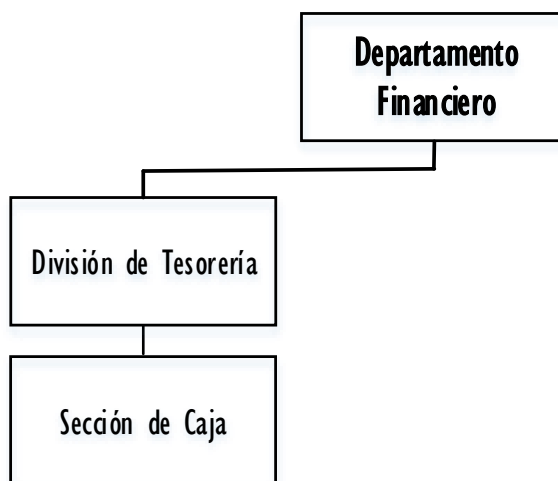 Departamento
Financiero
División de Tesorería
Sección de Caja